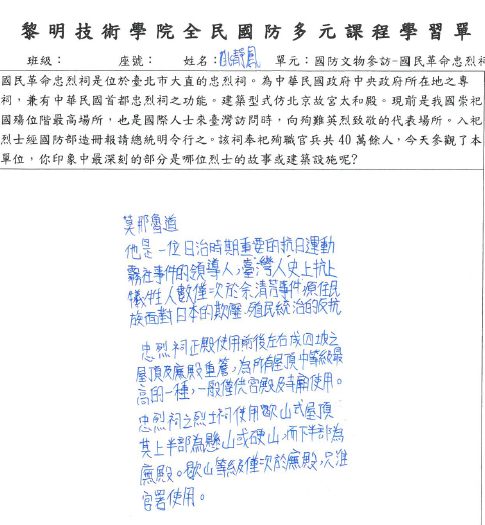 黎明技術學院全民國防多元課程學習單
班級： 座號： 姓名： 單元：國防文物參訪-國民革命忠烈祠
國民革命忠烈祠是位於臺北市大直的忠烈祠。為中華民國政府中央政府所在地之專
祠，兼有中華民國首都忠烈祠之功能。建築型式仿北京故宮太和殿。現前是我國崇祀
國殤位階最高場所，也是國際人士來臺灣訪問時，向殉難英烈致敬的代表場所。入祀
烈士經國防部造冊報請總統明令行之。該祠奉祀殉職官兵共 40 萬餘人，今天參觀了本
單位，你印象中最深刻的部分是哪位烈士的故事或建築設施呢？
莫那魯道
他是一位日治時期重要的抗日運動
霧社事件的領導人，臺灣人史上抗上
犧牲人數僅次於余清芳事件，原住民
族面對日本的欺壓、殖民統治的反抗
忠烈祠正殿使用前後左右成四坡之
屋頂及廡殿重簷，為所有屋頂中等級最
高的一種，一般僅供宮殿及寺廟使用。
忠烈祠之烈士祠使用歇山式屋頂
其上半部為懸山或硬山，而下半部為
廡殿。歇山等級僅次於廡殿，只准
官署使用。